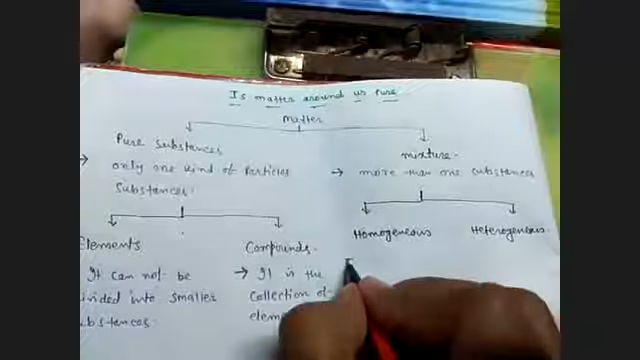 Is matter around us Pure
matter
Pure Substances
only one kind of Particles
Substances.
mixture.
→ more than one substances
Elements
Compounds.
Homogeneous
Heterogeneous.
It can not be
divided into smaller
substances.
→ It is the
Collection of